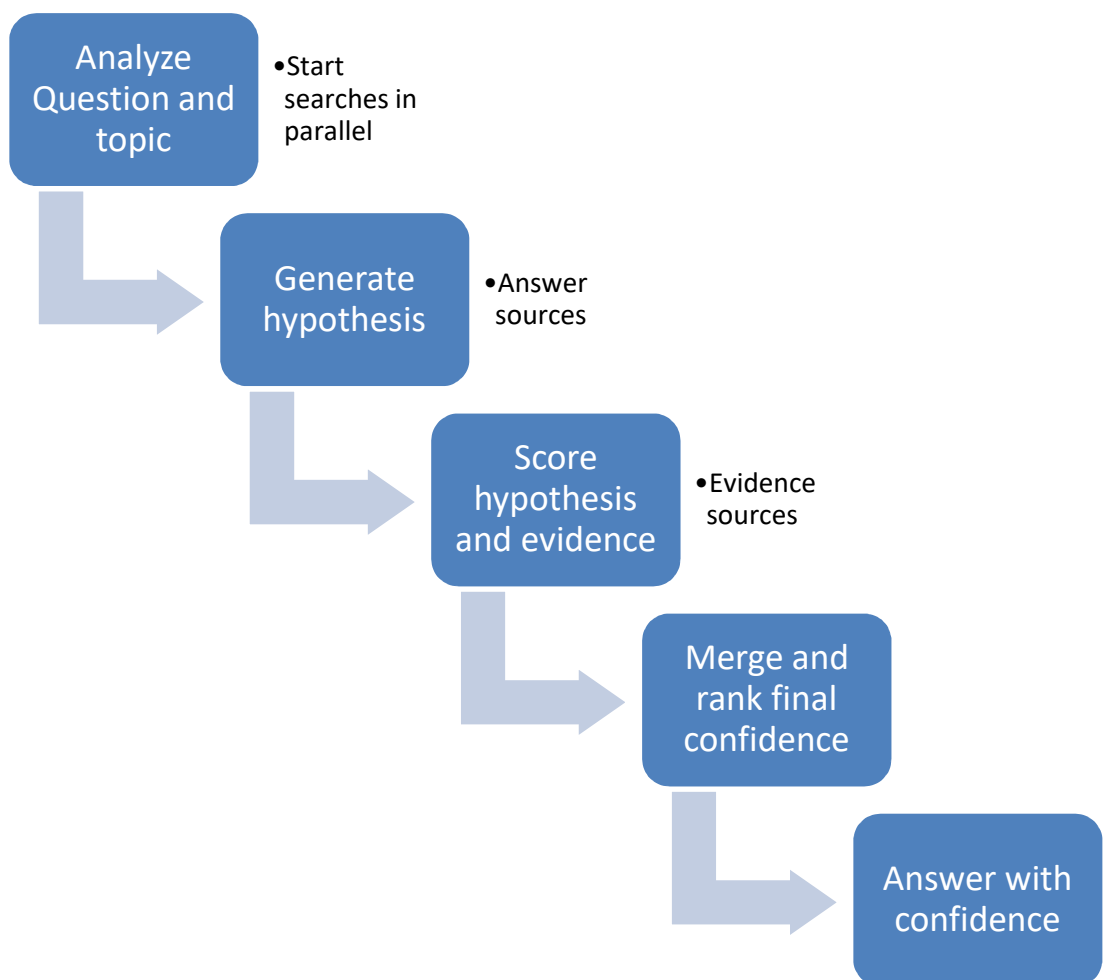 Analyze
Question and
topic
•Start
searches in
parallel
Generate
hypothesis
•Answer
sources
Score
hypothesis
and evidence
•Evidence
sources
Merge and
rank final
confidence
Answer with
confidence